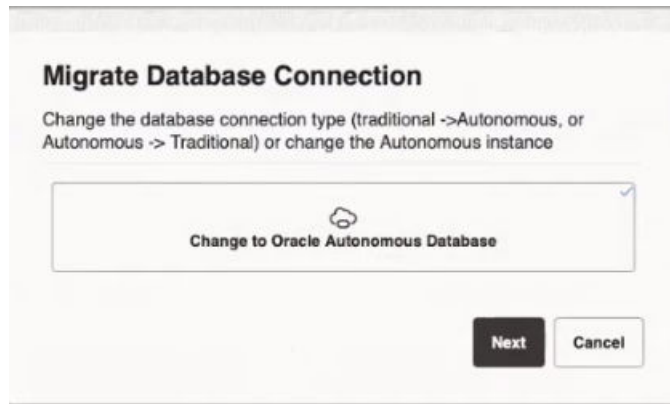 Migrate Database Connection
Change the database connection type (traditional ->Autonomous, or
Autonomous -> Traditional) or change the Autonomous instance
Change to Oracle Autonomous Database
Next
Cancel